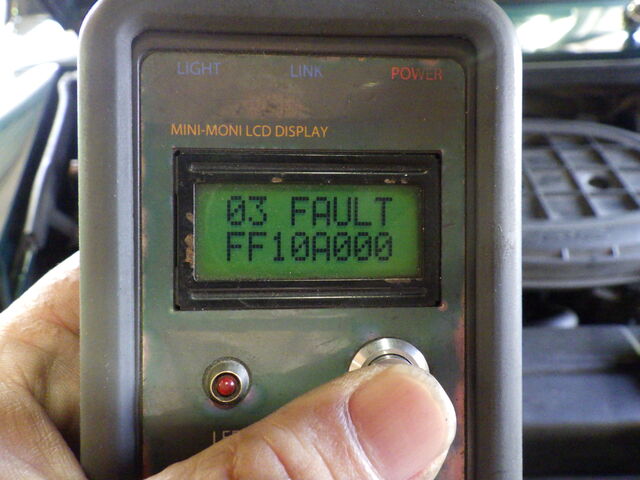 LIGHT LINK POWER
MINI-MONI LCD DISPLAY
03 FAULT
FF10A000